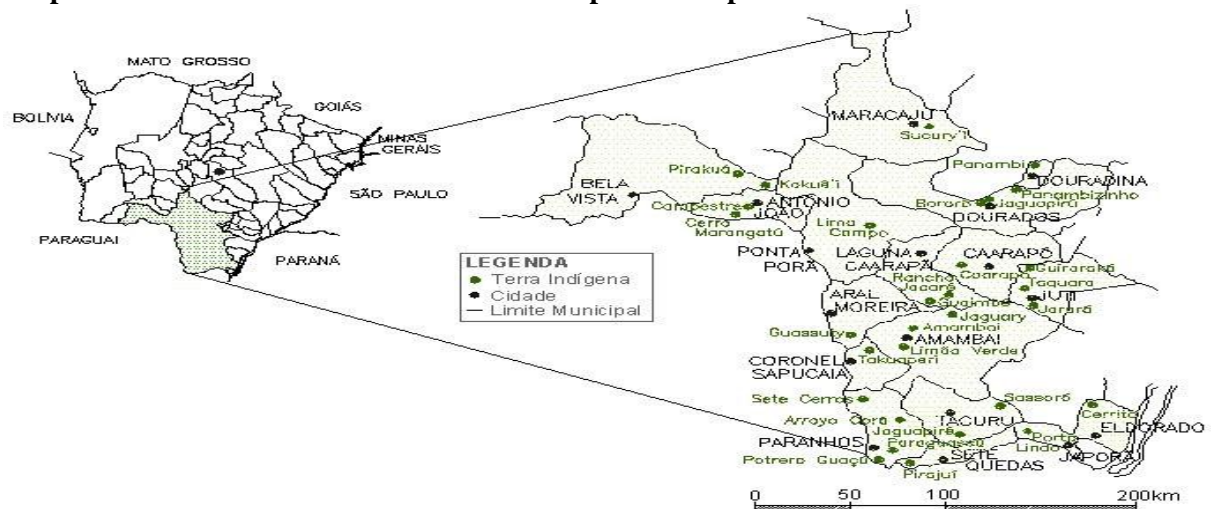 MATO GROSSO
GOIÁS
BOLIVIA
MINAS
GERAIS
SÃO PAULO
PARAGUAI
PARANÁ
LEGENDA
Terra Indígena
Cidade
Limite Municipal
MARACAJU
Sucury'i
Pirakuá
Kokuê'i
BELA
VISTA
Campestre
ANTONIO
JOÃO
Cerro
Marangatú
Panambi
DOURADINA
Panambizinho
Bororó
Jaguapirú
DOURADOS
Lima
Campo
PONTA
PORÃ
LAGUNA
CAARAPÃ
CAARAPÓ
Caarapó
Guiraroká
Taquara
Rancho
Jacaré
Guaimbé
JUTI
Jarará
ARAL
MOREIRA
Jaguary
Guassuty
Amambai
AMAMBAI
Limão Verde
Takuaperi
CORONEL
SAPUCAIA
Sete Cerros
Sassoró
Cerrito
Arroyo Corá
TACURU
Jaguapiré
ELDORADO
PARANHOS
Paraguassú
Porto
Lindo
JAPORÃ
Potrero Guaçú
SETE
QUEDAS
Pirajuí
0 50 100 200km